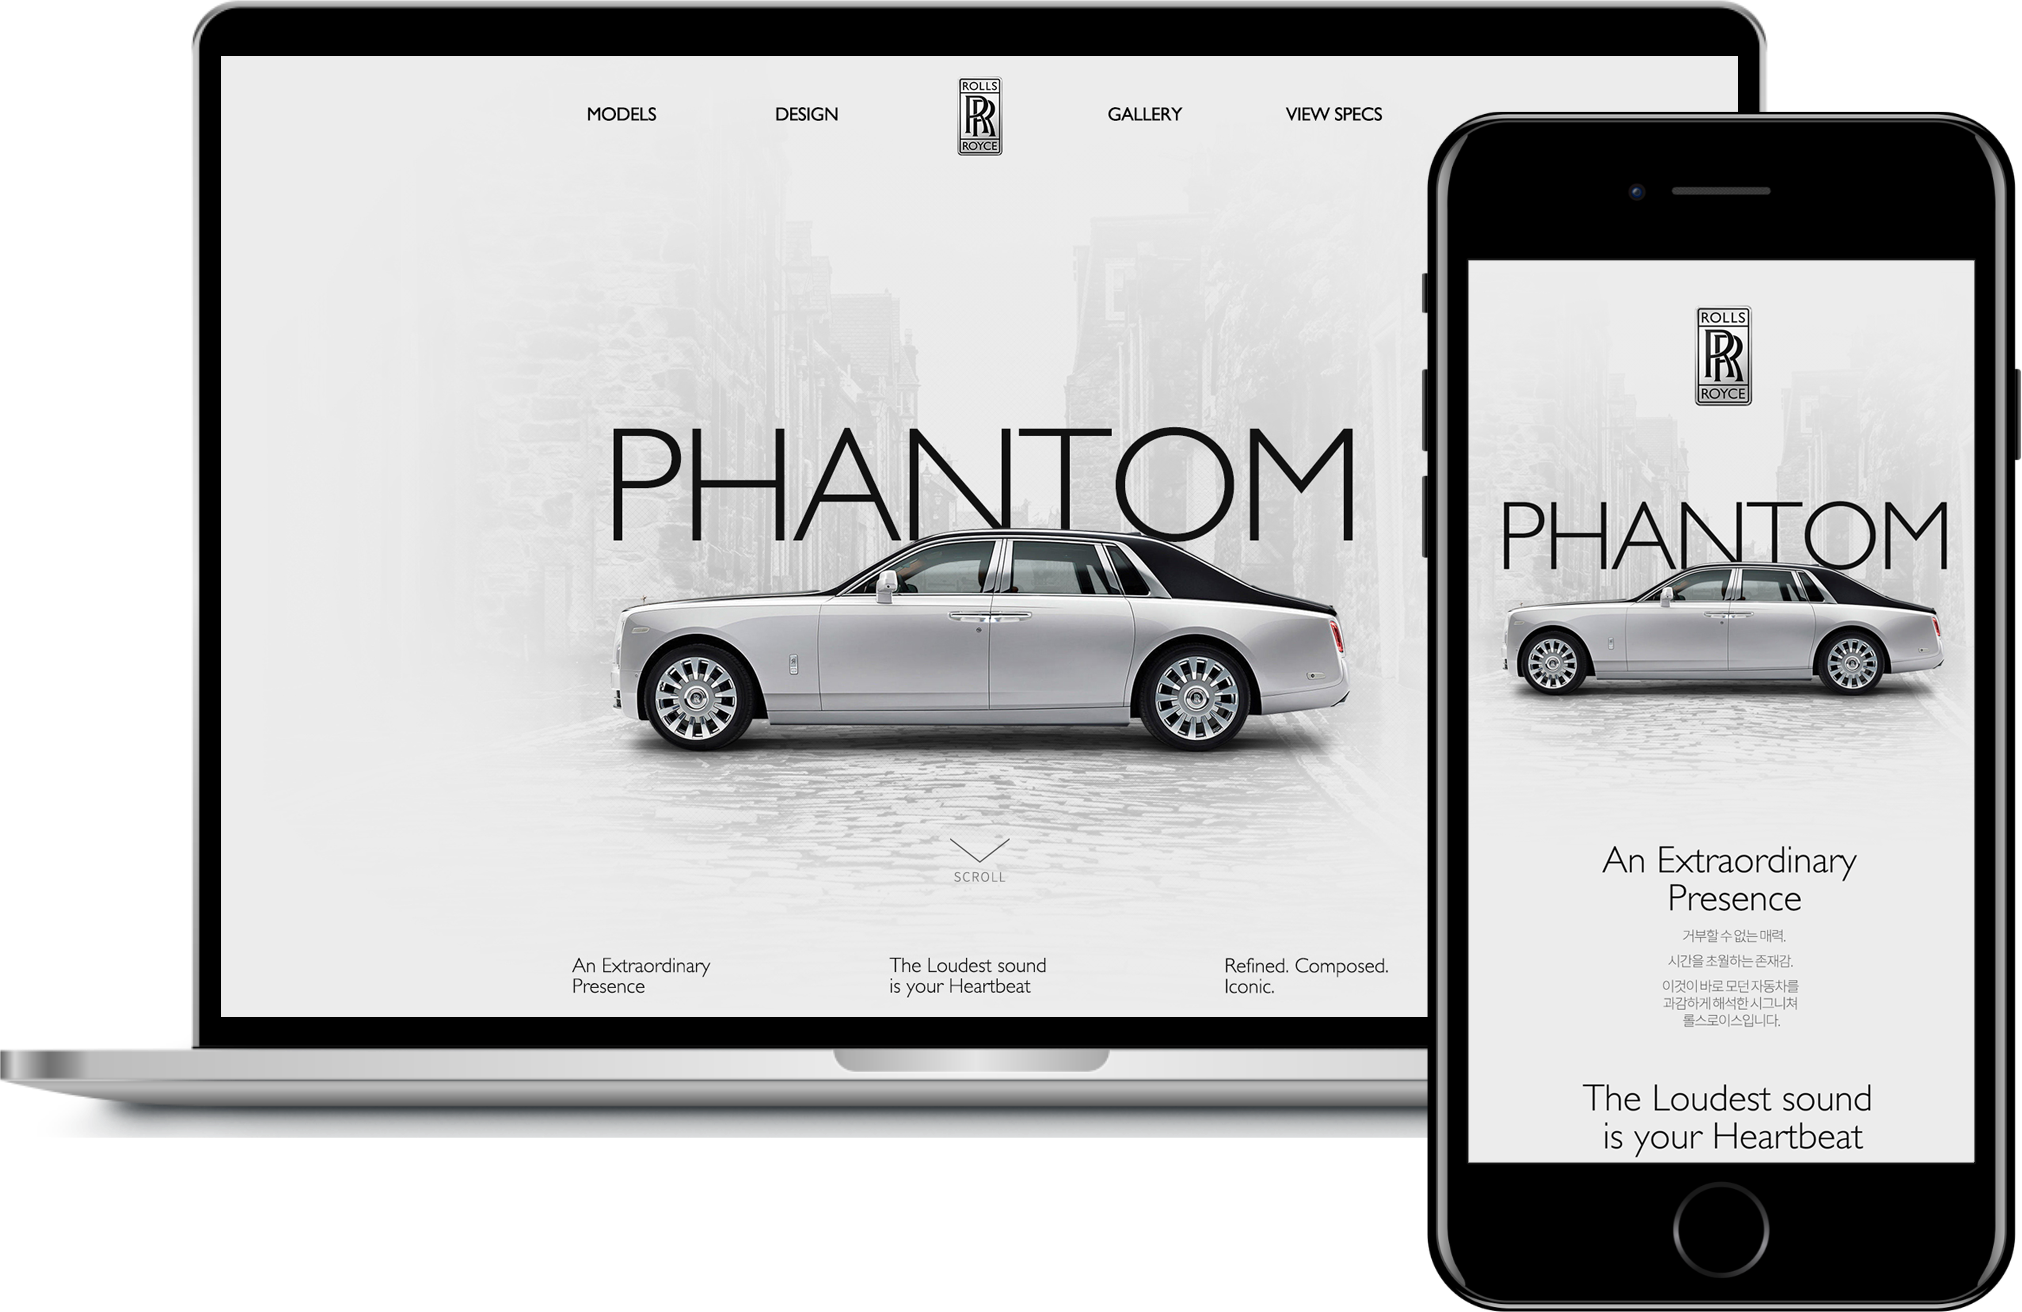 MODELS
DESIGN
ROLLS
RR
ROYCE
GALLERY
VIEW SPECS
PHANTOM
SCROLL
An Extraordinary
Presence
The Loudest sound
is your Heartbeat
Refined. Composed.
Iconic.
ROLLS
RR
ROYCE
PHANTOM
An Extraordinary
Presence
거부할 수 없는 매력.
시간을 초월하는 존재감.
이것이 바로 모던 자동차를
과감하게 해석한 시그니쳐
롤스로이스입니다.
The Loudest sound
is your Heartbeat